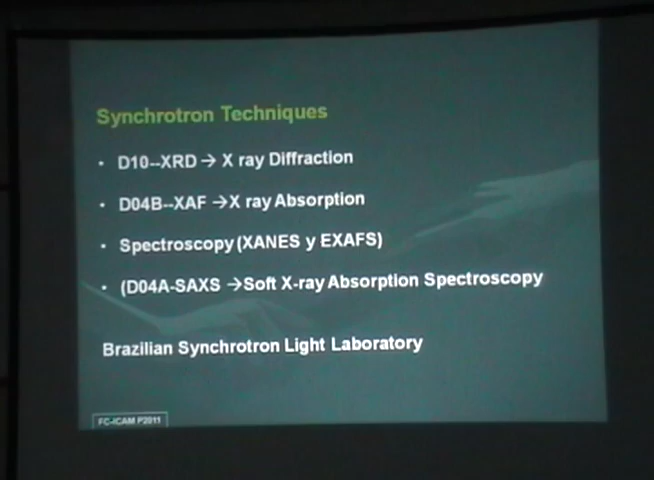 Synchrotron Techniques
• D10--XRD → X ray Diffraction
• D04B--XAF →X ray Absorption
• Spectroscopy (XANES y EXAFS)
• (D04A-SAXS →Soft X-ray Absorption Spectroscopy
Brazilian Synchrotron Light Laboratory
FC-ICAM P2011